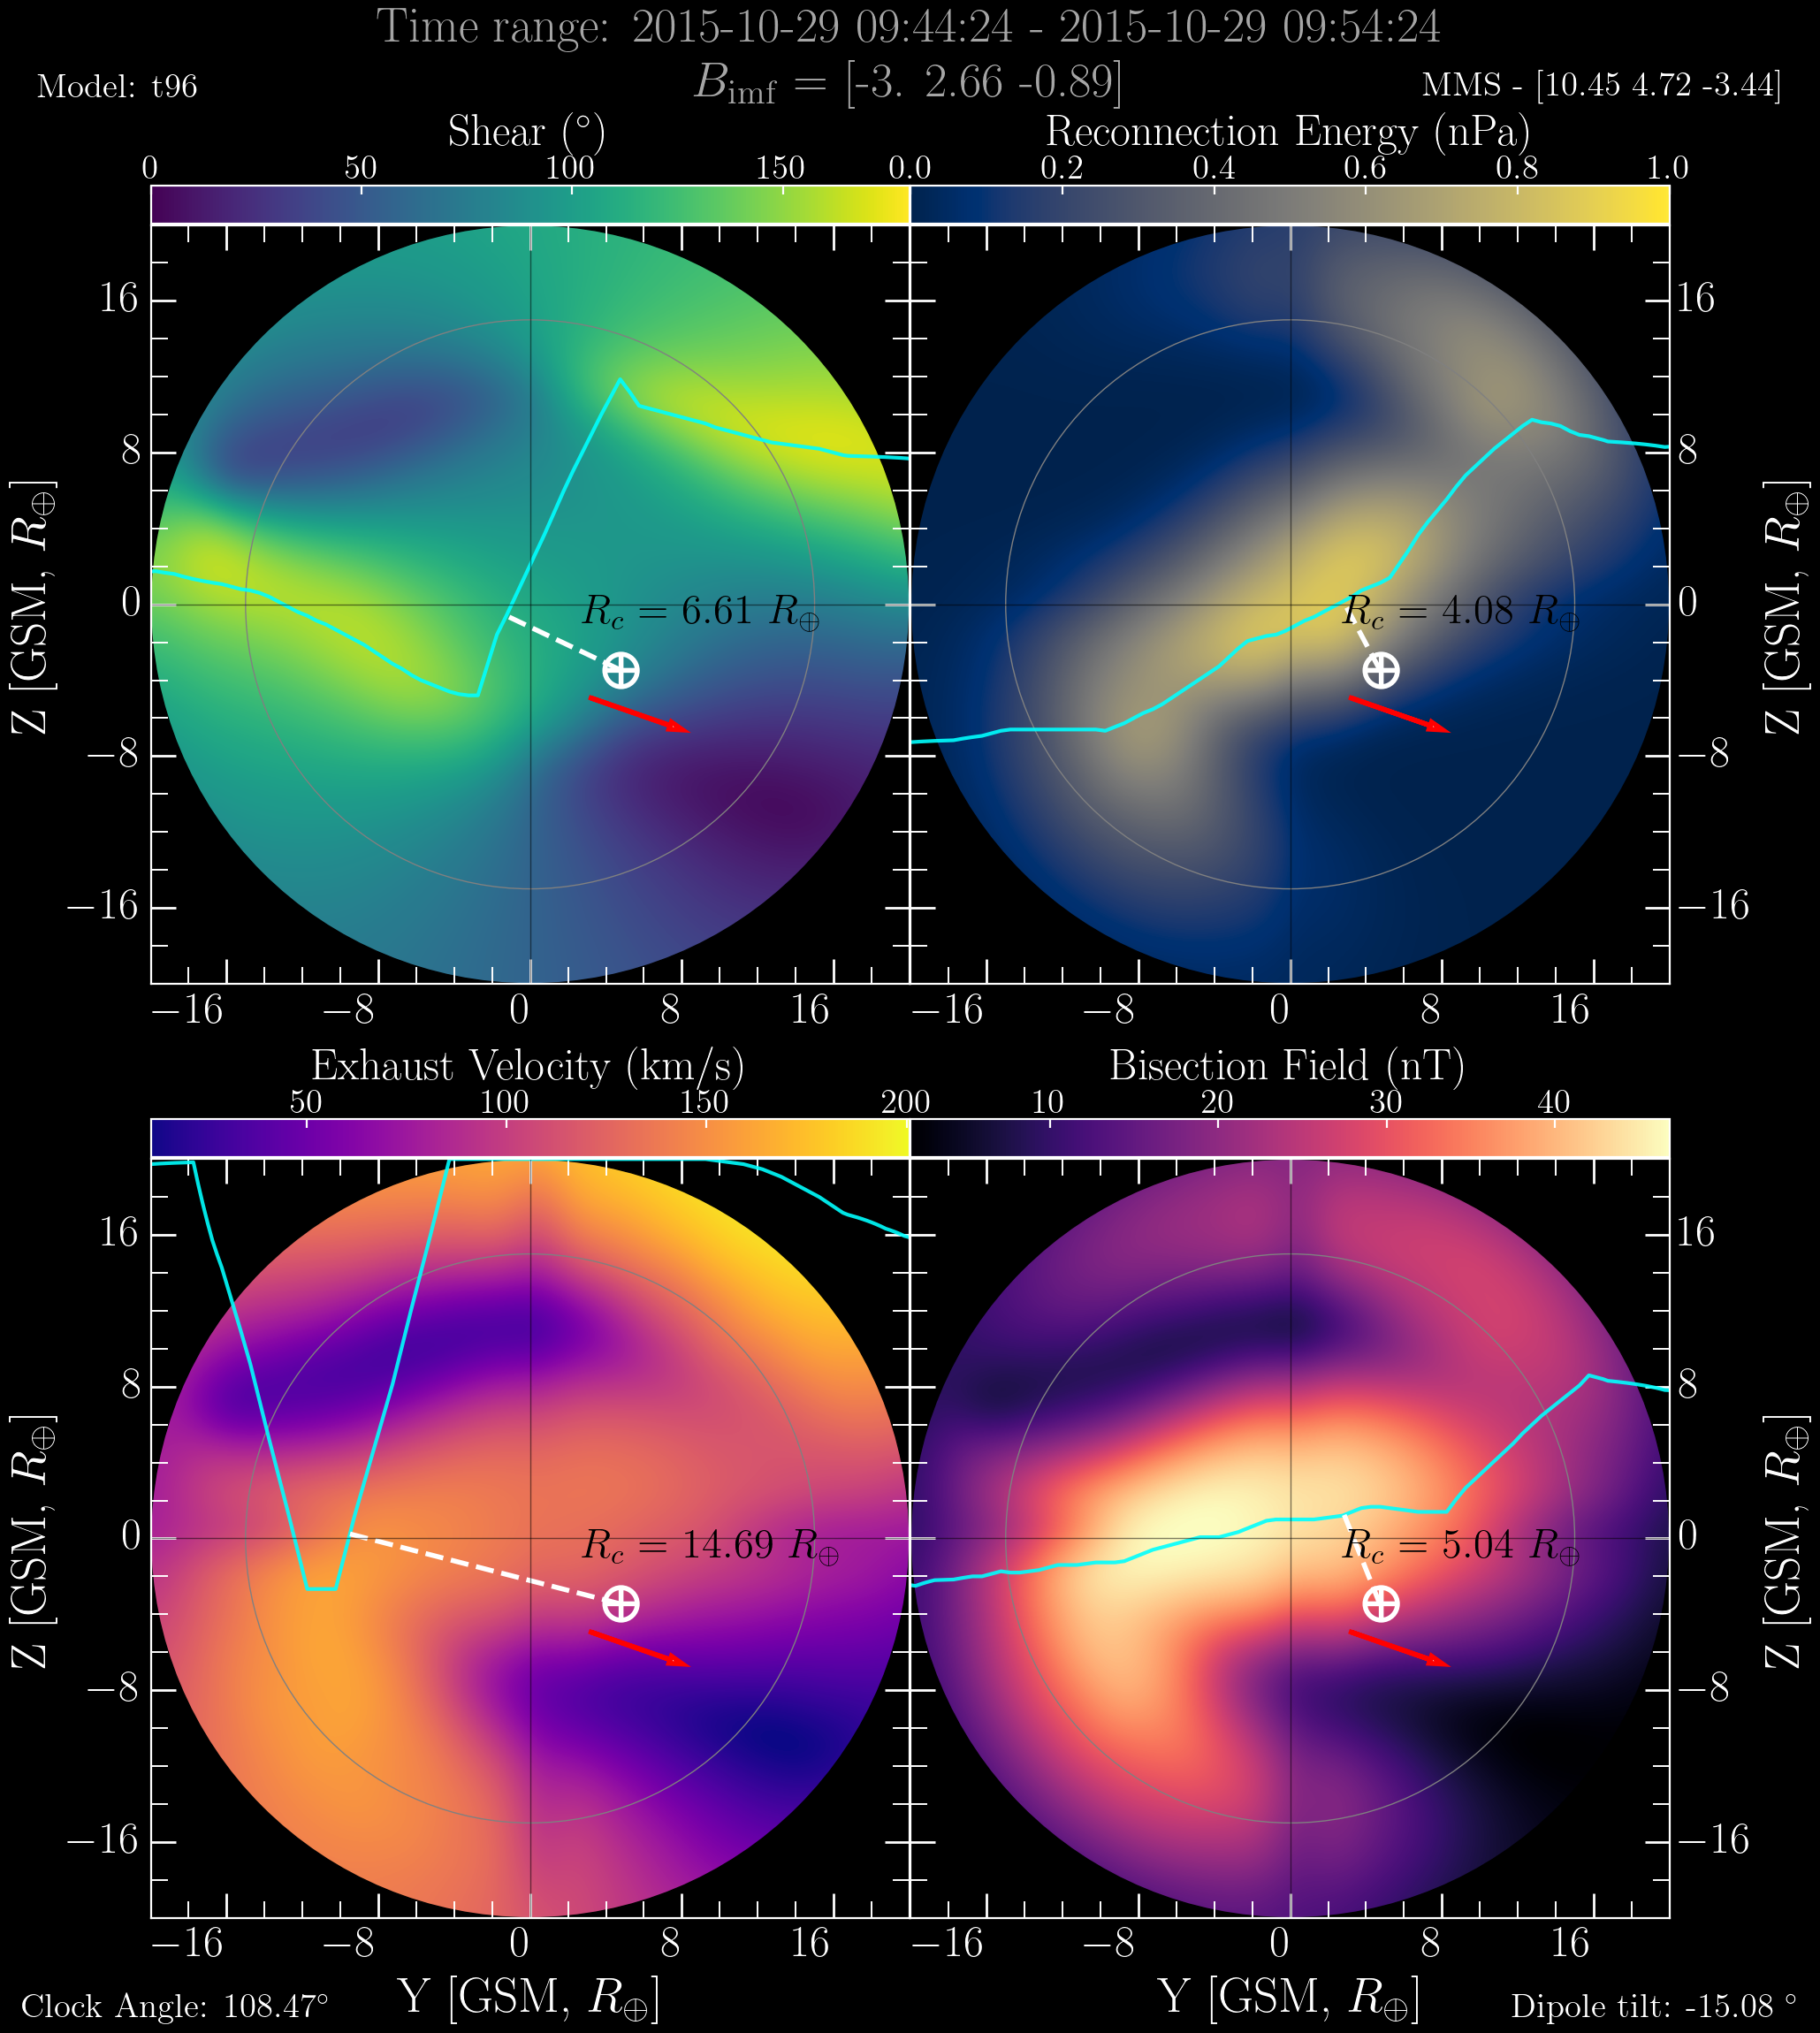 Time range: 2015-10-29 09:44:24 - 2015-10-29 09:54:24
Model: t96
B_imf = [-3. 2.66 -0.89]
MMS - [10.45 4.72 -3.44]
Shear (°)
Reconnection Energy (nPa)
0 50 100 150
0.0 0.2 0.4 0.6 0.8 1.0
16
8
0
−8
−16
Z [GSM, R⊕]
R_c = 6.61 R⊕
R_c = 4.08 R⊕
16
8
0
−8
−16
Z [GSM, R⊕]
−16 −8 0 8 16
−16 −8 0 8 16
Exhaust Velocity (km/s)
Bisection Field (nT)
50 100 150 200
10 20 30 40
16
8
0
−8
−16
Z [GSM, R⊕]
R_c = 14.69 R⊕
R_c = 5.04 R⊕
16
8
0
−8
−16
Z [GSM, R⊕]
−16 −8 0 8 16
−16 −8 0 8 16
Y [GSM, R⊕]
Y [GSM, R⊕]
Clock Angle: 108.47°
Dipole tilt: -15.08 °